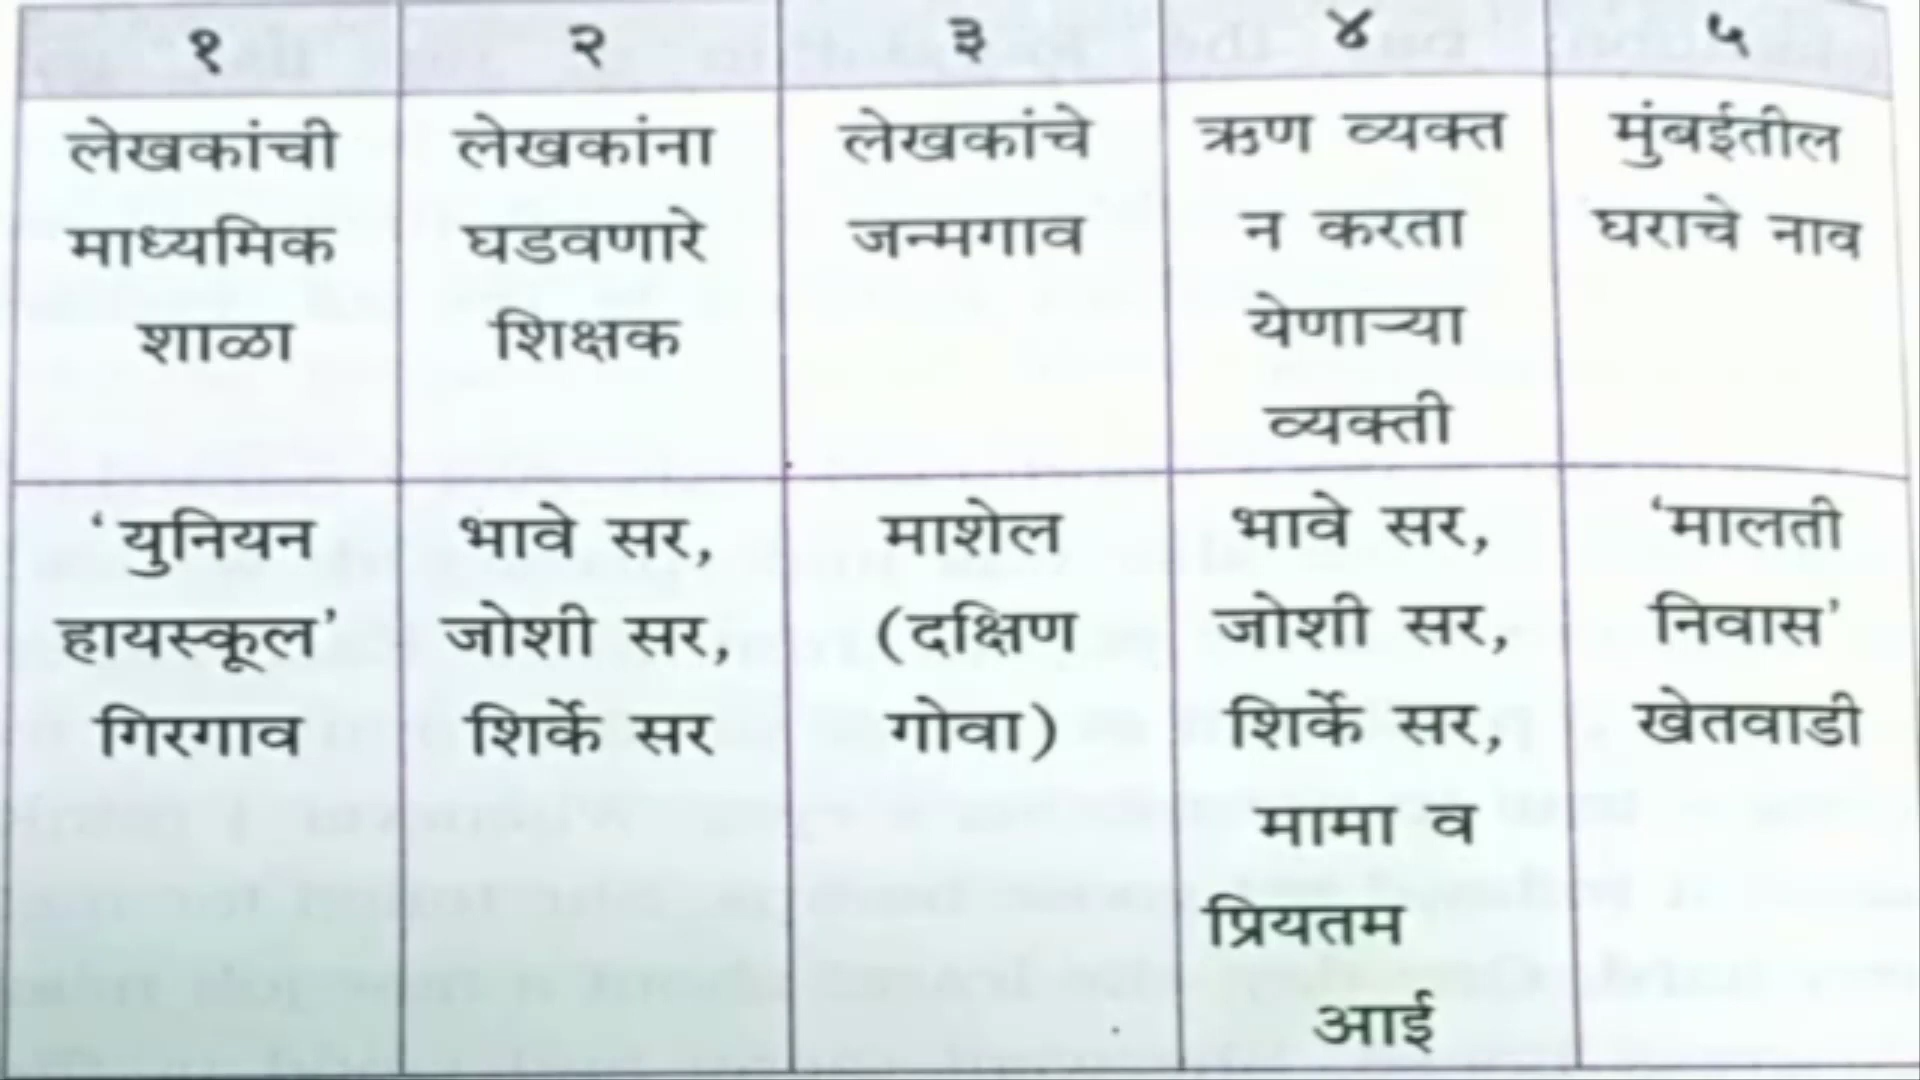 १ २ ३ ४ ५
लेखकांची
माध्यमिक
शाळा
लेखकांना
घडवणारे
शिक्षक
लेखकांचे
जन्मगाव
ऋण व्यक्त
न करता
येणाऱ्या
व्यक्ती
मुंबईतील
घराचे नाव
‘युनियन
हायस्कूल’
गिरगाव
भावे सर,
जोशी सर,
शिर्के सर
माशेल
(दक्षिण
गोवा)
भावे सर,
जोशी सर,
शिर्के सर,
मामा व
प्रियतम
आई
‘मालती
निवास’
खेतवाडी